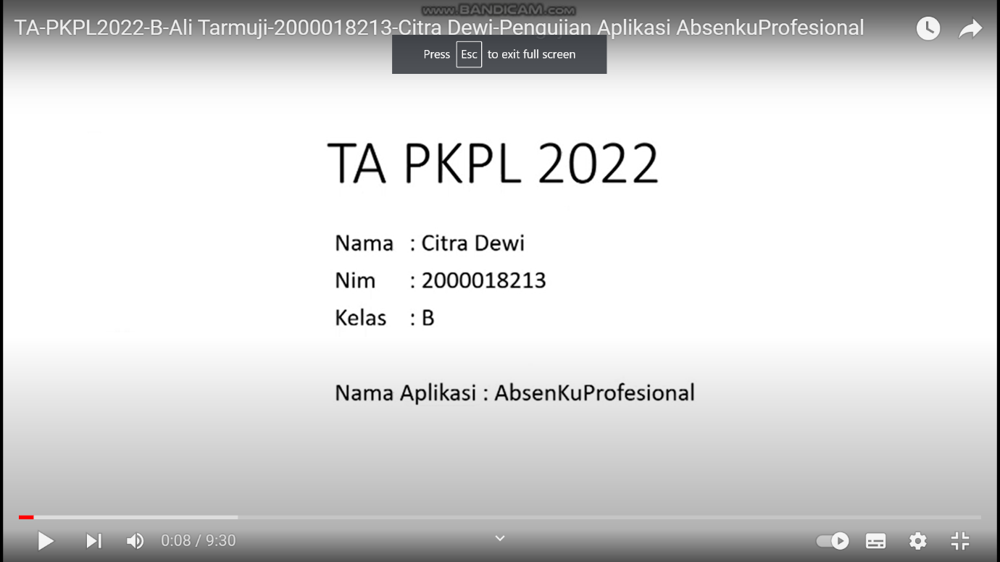 www.BANDICAM.com
TA-PKPL2022-B-Ali Tarmuji-2000018213-Citra Dewi-Pengujian Aplikasi AbsenkuProfesional
Press Esc to exit full screen
TA PKPL 2022
Nama : Citra Dewi
Nim : 2000018213
Kelas : B
Nama Aplikasi : AbsenKuProfesional
0:08 / 9:30